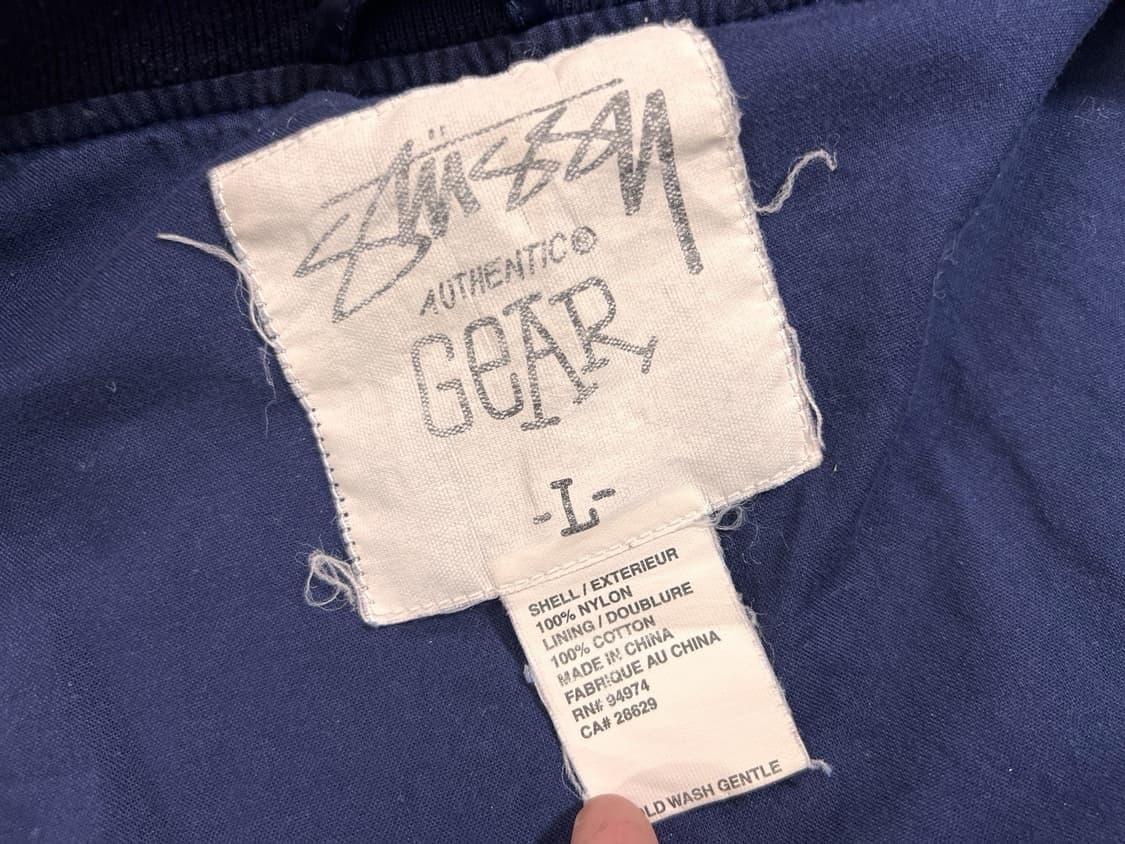 Stüssy
AUTHENTIC®
GeAR
-L-
SHELL / EXTERIEUR
100% NYLON
LINING / DOUBLURE
100% COTTON
MADE IN CHINA
FABRIQUE AU CHINA
RN# 94974
CA# 28629
WASH GENTLE